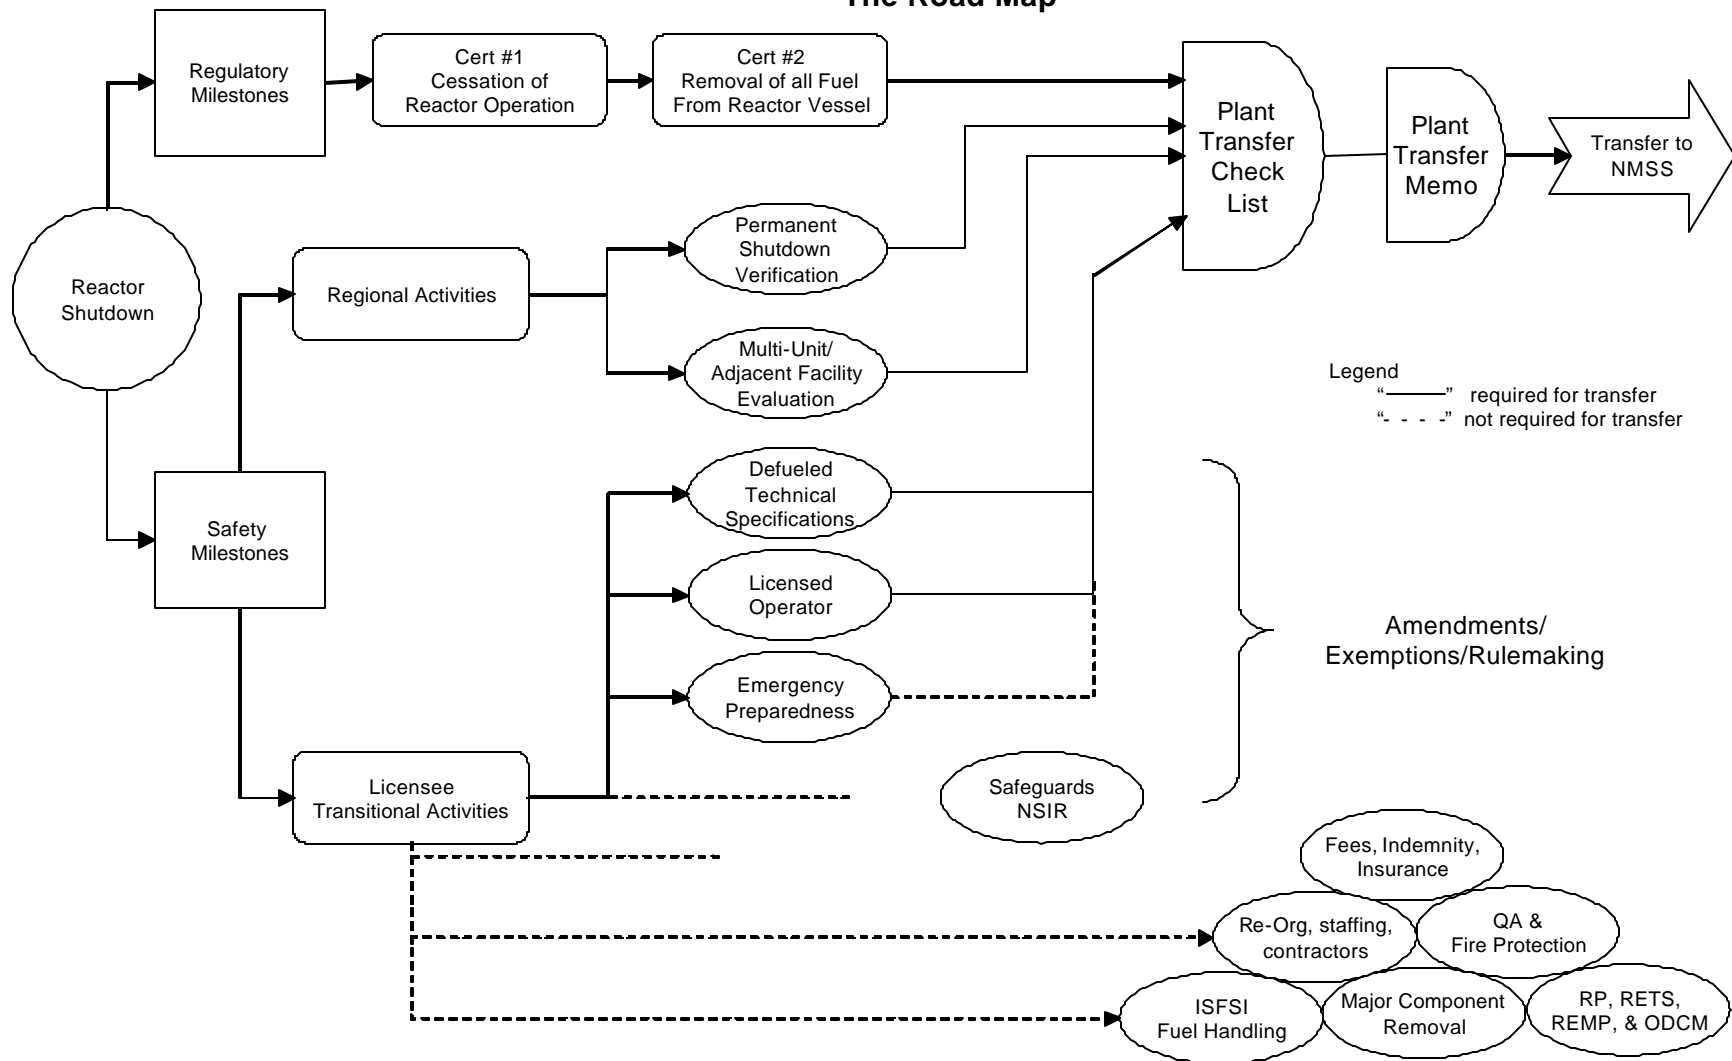 The Road Map
Regulatory
Milestones
Cert #1
Cessation of
Reactor Operation
Cert #2
Removal of all Fuel
From Reactor Vessel
Plant
Transfer
Check
List
Plant
Transfer
Memo
Transfer to
NMSS
Reactor
Shutdown
Regional Activities
Permanent
Shutdown
Verification
Multi-Unit/
Adjacent Facility
Evaluation
Legend
“———” required for transfer
“- - - -” not required for transfer
Safety
Milestones
Defueled
Technical
Specifications
Licensed
Operator
Emergency
Preparedness
Amendments/
Exemptions/Rulemaking
Licensee
Transitional Activities
Safeguards
NSIR
Fees, Indemnity,
Insurance
Re-Org, staffing,
contractors
QA &
Fire Protection
ISFSI
Fuel Handling
Major Component
Removal
RP, RETS,
REMP, & ODCM